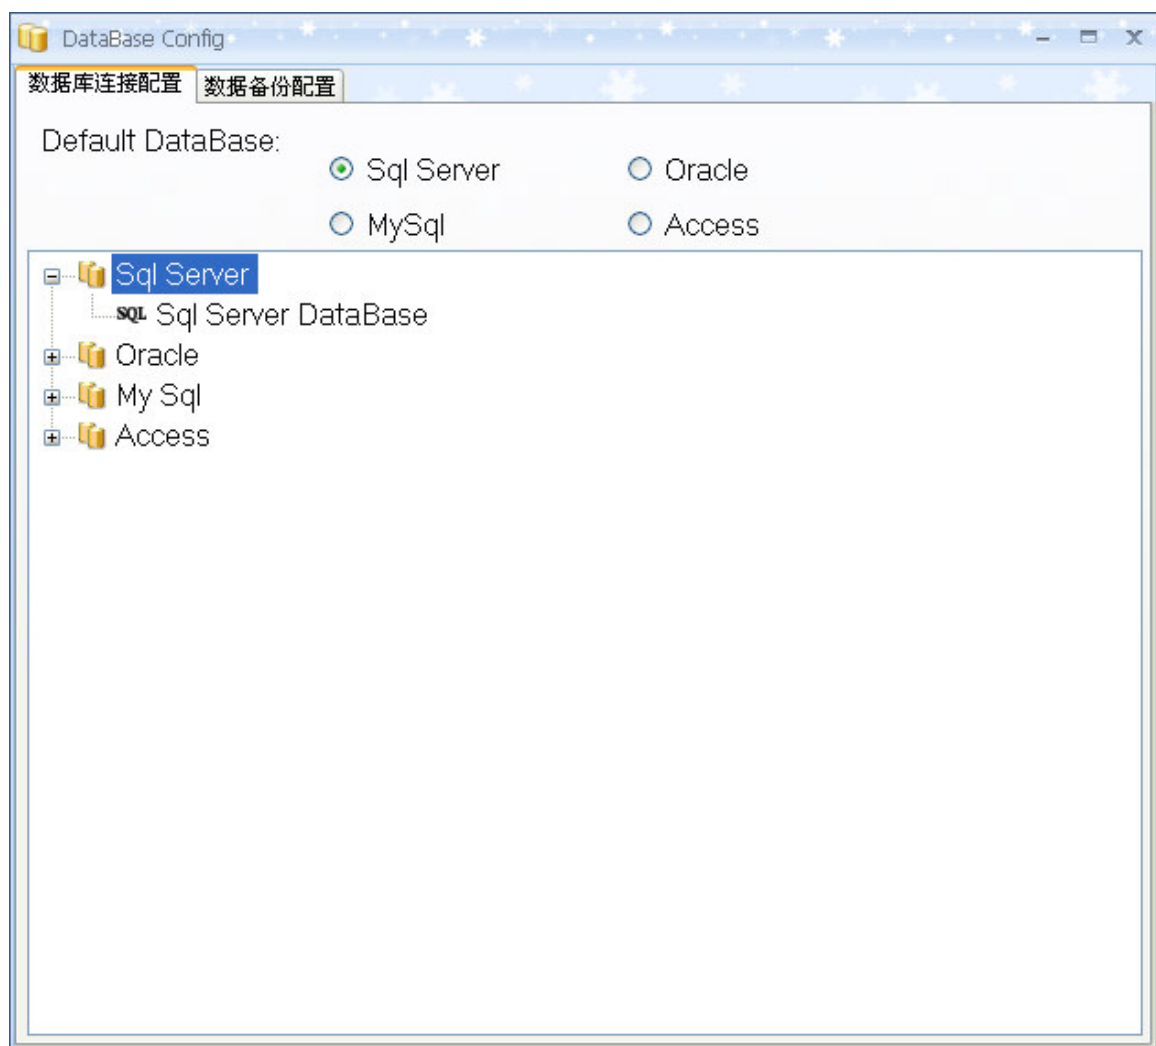 DataBase Config
数据库连接配置 数据备份配置
Default DataBase:
Sql Server Oracle
MySql Access
Sql Server
SQL Sql Server DataBase
Oracle
My Sql
Access